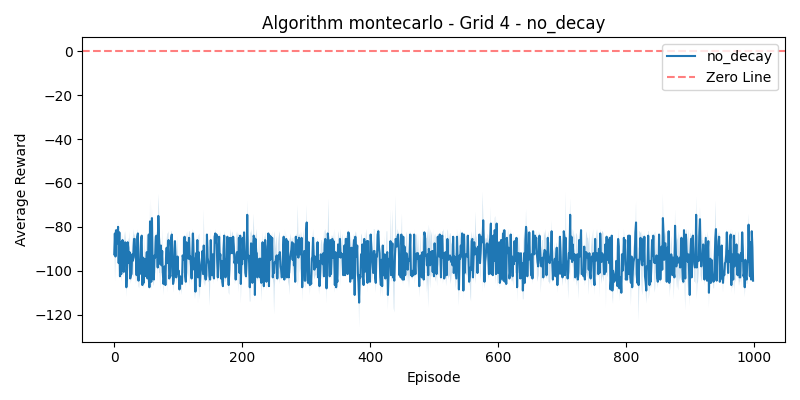 Algorithm montecarlo - Grid 4 - no_decay
Average Reward
0
−20
−40
−60
−80
−100
−120
no_decay
Zero Line
0
200
400
600
800
1000
Episode